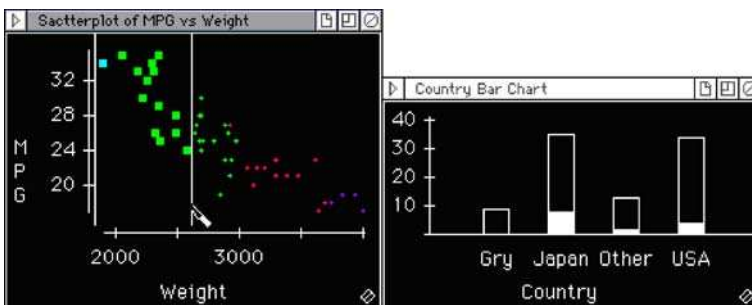 Sactterplot of MPG vs Weight
32
28
24
20
M
P
G
2000 3000
Weight
Country Bar Chart
40
30
20
10
Gry Japan Other USA
Country